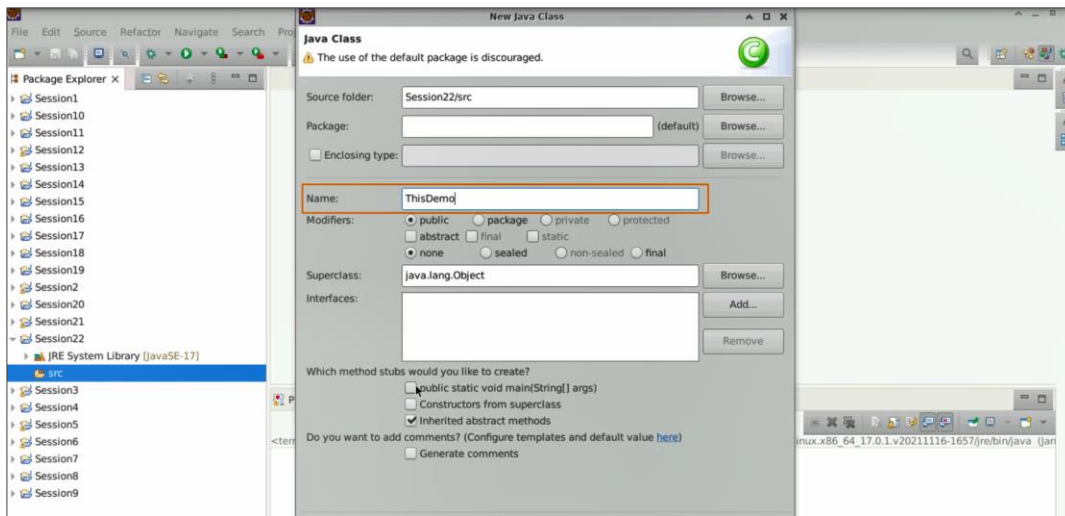 New Java Class
File Edit Source Refactor Navigate Search
Java Class
The use of the default package is discouraged.
Package Explorer
Session1
Session10
Session11
Session12
Session13
Session14
Session15
Session16
Session17
Session18
Session19
Session2
Session20
Session21
Session22
JRE System Library [JavaSE-17]
src
Session3
Session4
Session5
Session6
Session7
Session8
Session9
Source folder: Session22/src Browse...
Package: (default) Browse...
Enclosing type: Browse...
Name: ThisDemo
Modifiers: public package private protected
abstract final static
none sealed non-sealed final
Superclass: java.lang.Object Browse...
Interfaces: Add...
Remove
Which method stubs would you like to create?
public static void main(String[] args)
Constructors from superclass
Inherited abstract methods
Do you want to add comments? (Configure templates and default value here)
Generate comments
inux.x86_64_17.0.1.v20211116-1657/jre/bin/java (Jan